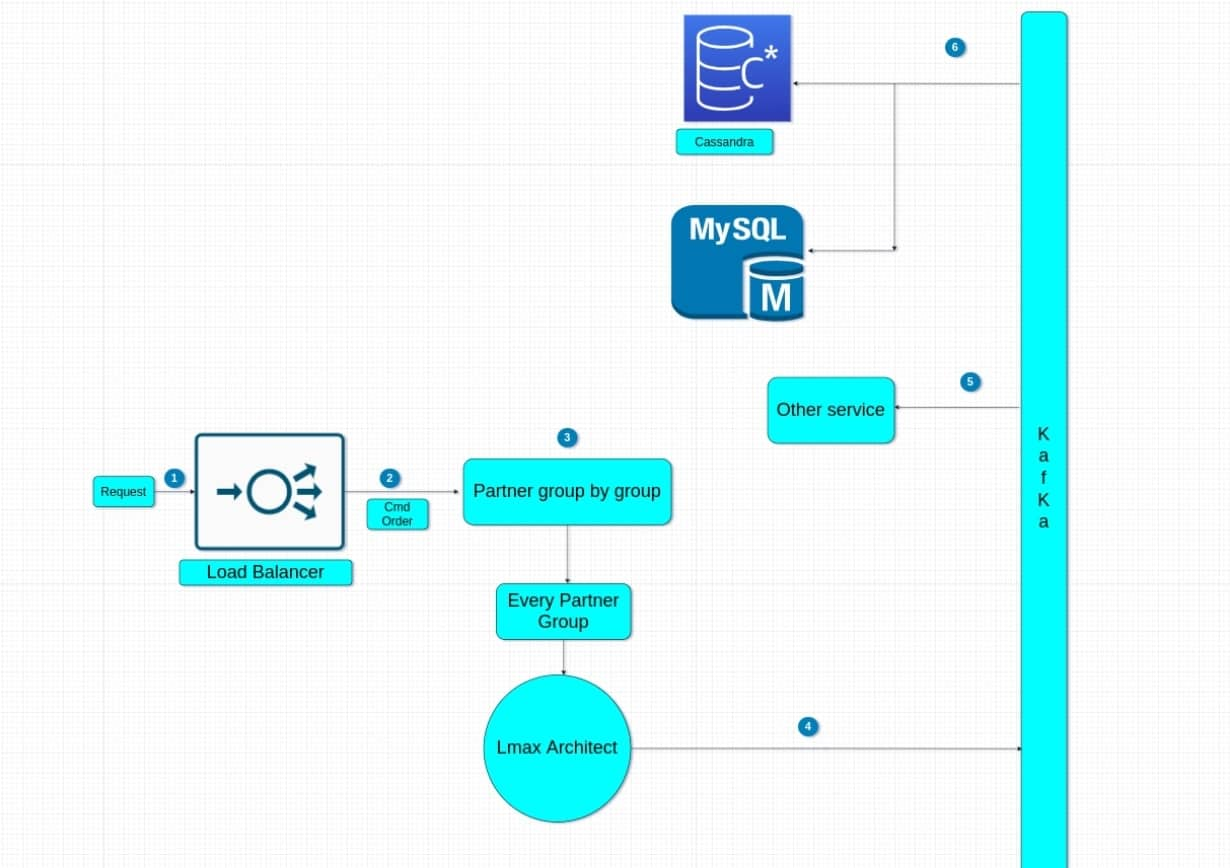 6
C*
Cassandra
MySQL
M
5
Other service
3
Request
1
2
Cmd
Order
Partner group by group
Load Balancer
Every Partner
Group
Lmax Architect
4
K
a
f
K
a